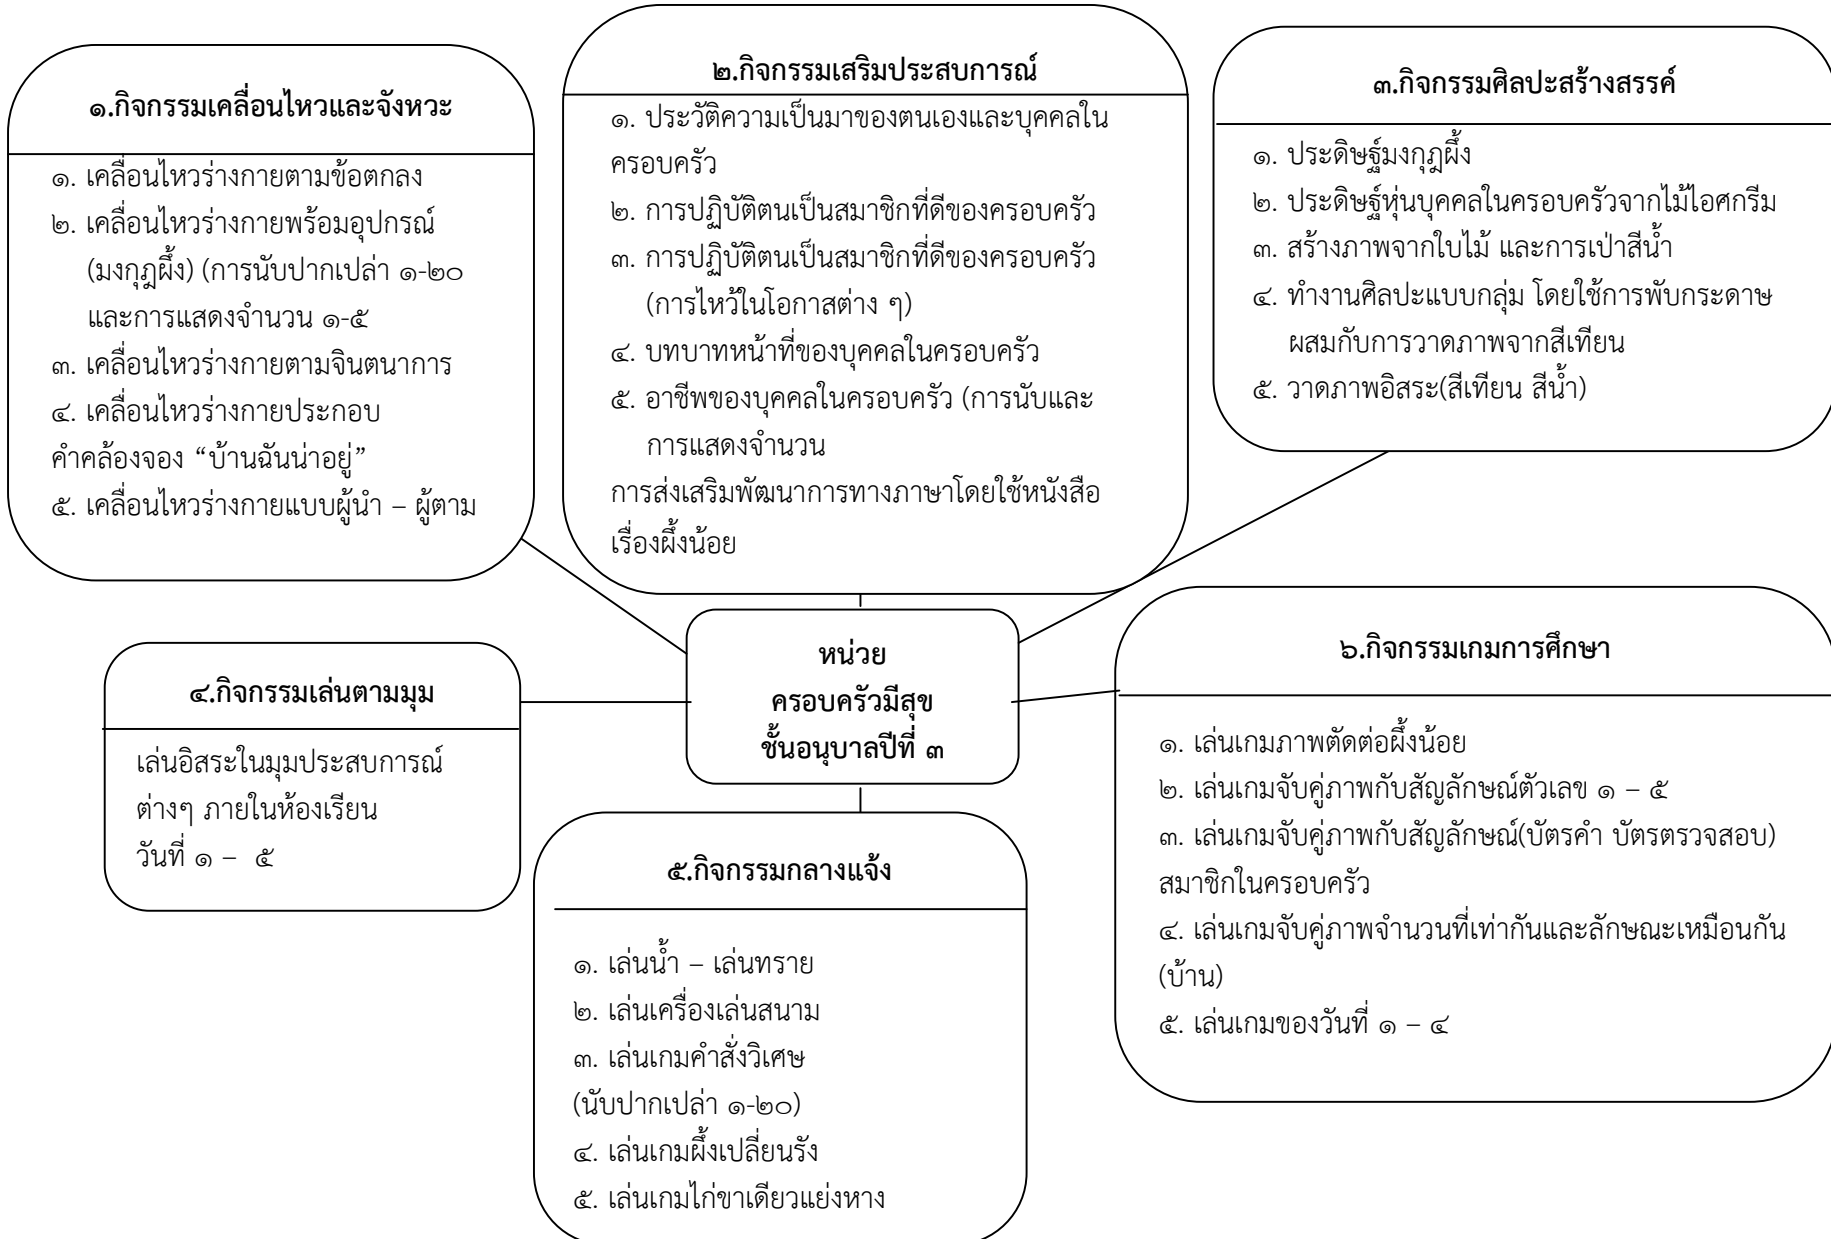 ๑.กิจกรรมเคลื่อนไหวและจังหวะ
๑. เคลื่อนไหวร่างกายตามข้อตกลง
๒. เคลื่อนไหวร่างกายพร้อมอุปกรณ์
(มงกุฎผึ้ง) (การนับปากเปล่า ๑-๒๐
และการแสดงจำนวน ๑-๕
๓. เคลื่อนไหวร่างกายตามจินตนาการ
๔. เคลื่อนไหวร่างกายประกอบ
คำคล้องจอง “บ้านฉันน่าอยู่”
๕. เคลื่อนไหวร่างกายแบบผู้นำ – ผู้ตาม
๒.กิจกรรมเสริมประสบการณ์
๑. ประวัติความเป็นมาของตนเองและบุคคลใน
ครอบครัว
๒. การปฏิบัติตนเป็นสมาชิกที่ดีของครอบครัว
๓. การปฏิบัติตนเป็นสมาชิกที่ดีของครอบครัว
(การไหว้ในโอกาสต่าง ๆ)
๔. บทบาทหน้าที่ของบุคคลในครอบครัว
๕. อาชีพของบุคคลในครอบครัว (การนับและ
การแสดงจำนวน
การส่งเสริมพัฒนาการทางภาษาโดยใช้หนังสือ
เรื่องผึ้งน้อย
๓.กิจกรรมศิลปะสร้างสรรค์
๑. ประดิษฐ์มงกุฎผึ้ง
๒. ประดิษฐ์หุ่นบุคคลในครอบครัวจากไม้ไอศกรีม
๓. สร้างภาพจากใบไม้ และการเป่าสีน้ำ
๔. ทำงานศิลปะแบบกลุ่ม โดยใช้การพับกระดาษ
ผสมกับการวาดภาพจากสีเทียน
๕. วาดภาพอิสระ(สีเทียน สีน้ำ)
หน่วย
ครอบครัวมีสุข
ชั้นอนุบาลปีที่ ๓
๔.กิจกรรมเล่นตามมุม
เล่นอิสระในมุมประสบการณ์
ต่างๆ ภายในห้องเรียน
วันที่ ๑ – ๕
๕.กิจกรรมกลางแจ้ง
๑. เล่นน้ำ – เล่นทราย
๒. เล่นเครื่องเล่นสนาม
๓. เล่นเกมคำสั่งวิเศษ
(นับปากเปล่า ๑-๒๐)
๔. เล่นเกมผึ้งเปลี่ยนรัง
๕. เล่นเกมไก่ขาเดียวแย่งหาง
๖.กิจกรรมเกมการศึกษา
๑. เล่นเกมภาพตัดต่อผึ้งน้อย
๒. เล่นเกมจับคู่ภาพกับสัญลักษณ์ตัวเลข ๑ – ๕
๓. เล่นเกมจับคู่ภาพกับสัญลักษณ์(บัตรคำ บัตรตรวจสอบ)
สมาชิกในครอบครัว
๔. เล่นเกมจับคู่ภาพจำนวนที่เท่ากันและลักษณะเหมือนกัน
(บ้าน)
๕. เล่นเกมของวันที่ ๑ – ๔